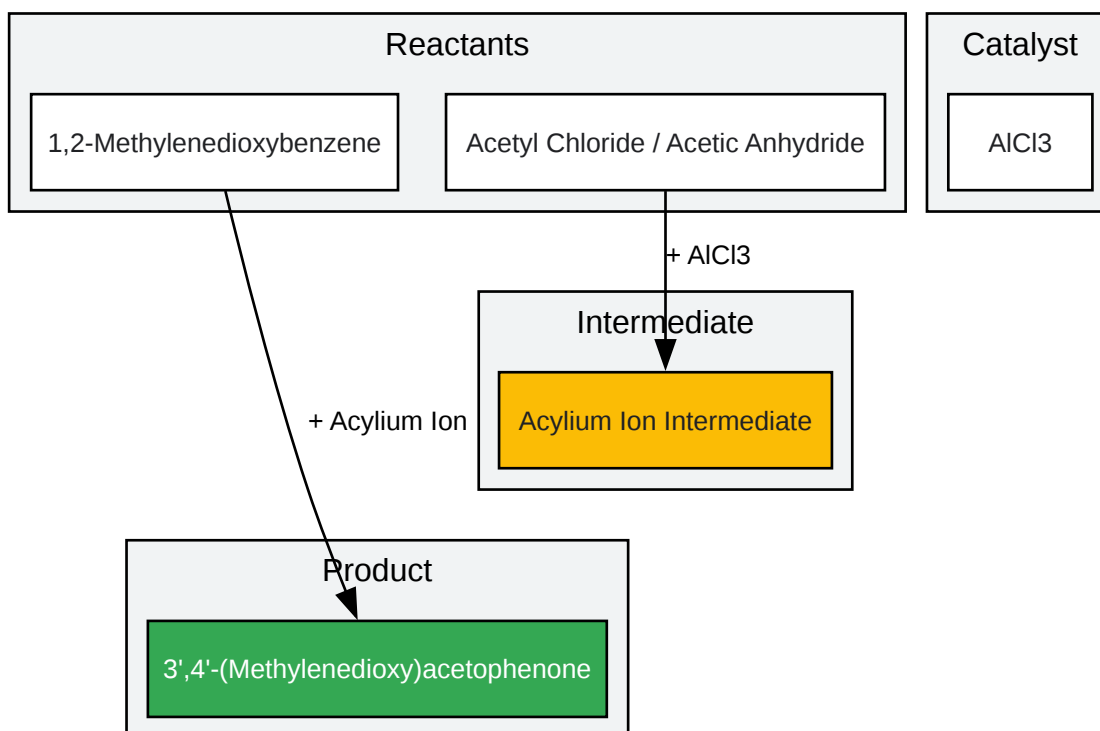 Reactants
Catalyst
1,2-Methylenedioxybenzene
Acetyl Chloride / Acetic Anhydride
AlCl3
+ AlCl3
Intermediate
+ Acylium Ion
Acylium Ion Intermediate
Product
3',4'-(Methylenedioxy)acetophenone